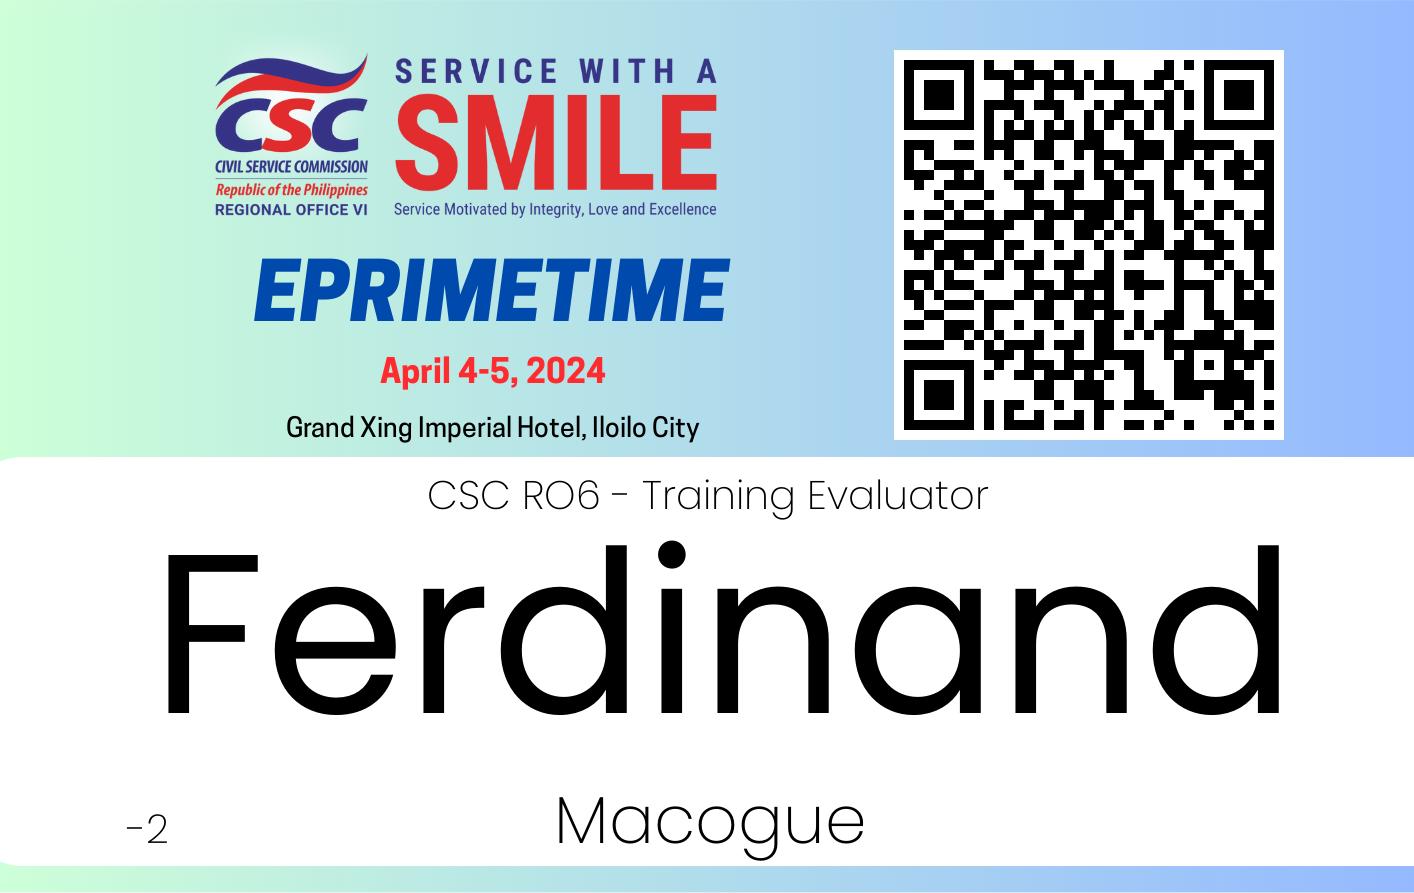 CSC
CIVIL SERVICE COMMISSION
Republic of the Philippines
REGIONAL OFFICE VI
SERVICE WITH A
SMILE
Service Motivated by Integrity, Love and Excellence
EPRIMETIME
April 4-5, 2024
Grand Xing Imperial Hotel, Iloilo City
CSC RO6 - Training Evaluator
Ferdinand
Macogue
-2